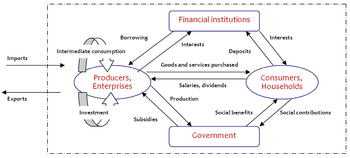 Financial institutions
Borrowing
Interests
Interests
Deposits
Intermediate consumption
Goods and services purchased
Imports
Producers,
Enterprises
Consumers,
Households
Salaries, dividends
Exports
Production
Investment
Social benefits
Social contributions
Subsidies
Government